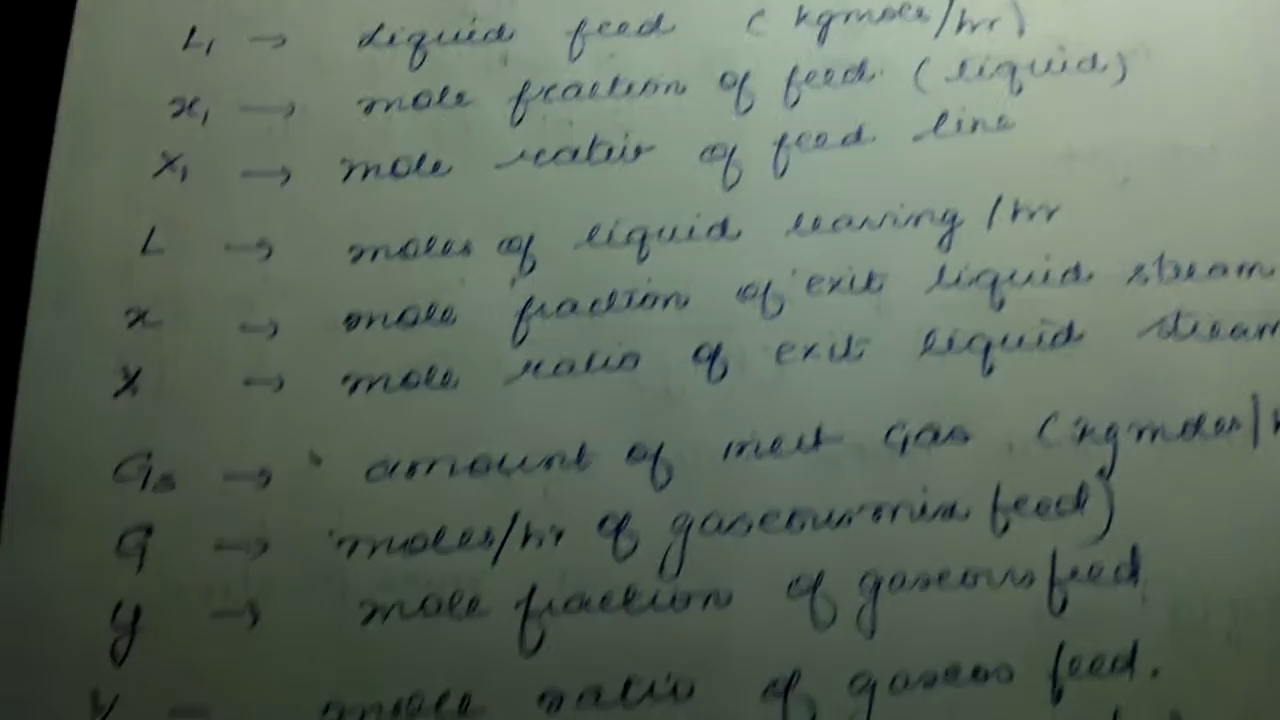 L₁ → Liquid feed (kgmole/hr)
x₁ → mole fraction of feed (liquid)
X₁ → mole ratio of feed line
L → moles of liquid leaving /hr
x → mole fraction of exit liquid stream
X → mole ratio of exit liquid stream
Gs → amount of inert gas (kgmoles/h
G → moles/hr of gaseous mix feed)
y → mole fraction of gaseous feed
Y mole ratio of gaseos feed.